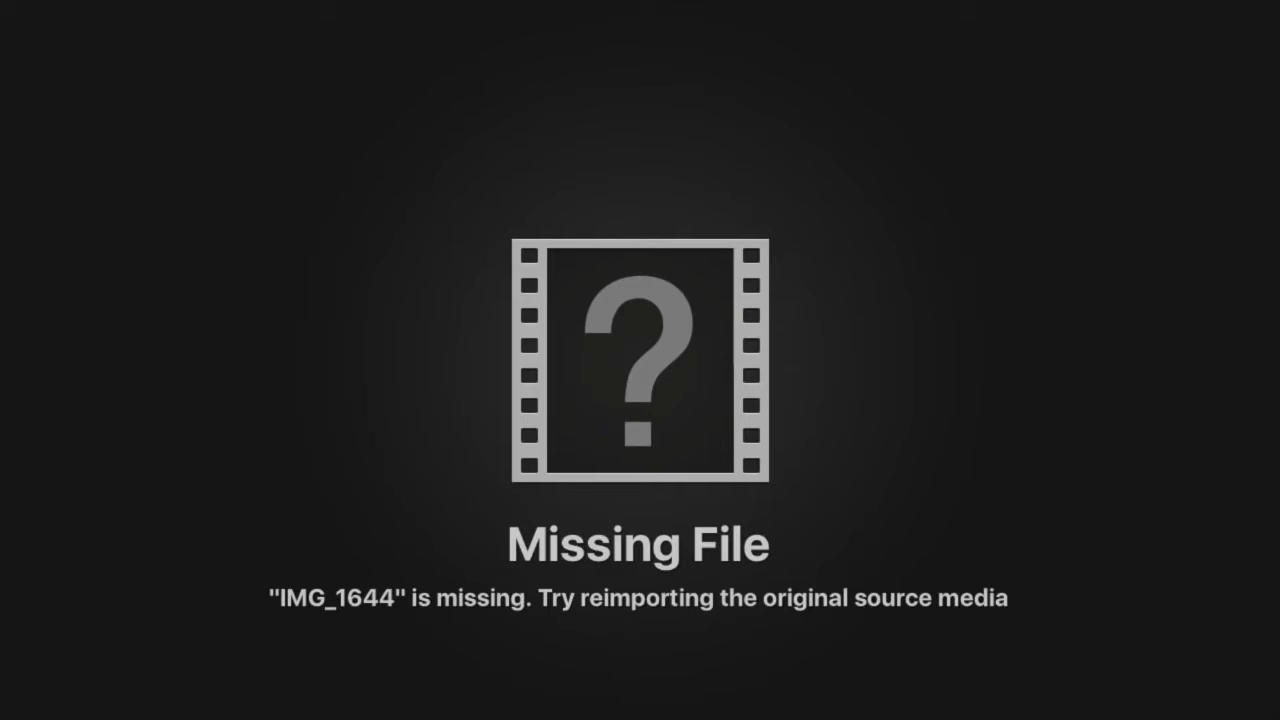 ?
Missing File
"IMG_1644" is missing. Try reimporting the original source media